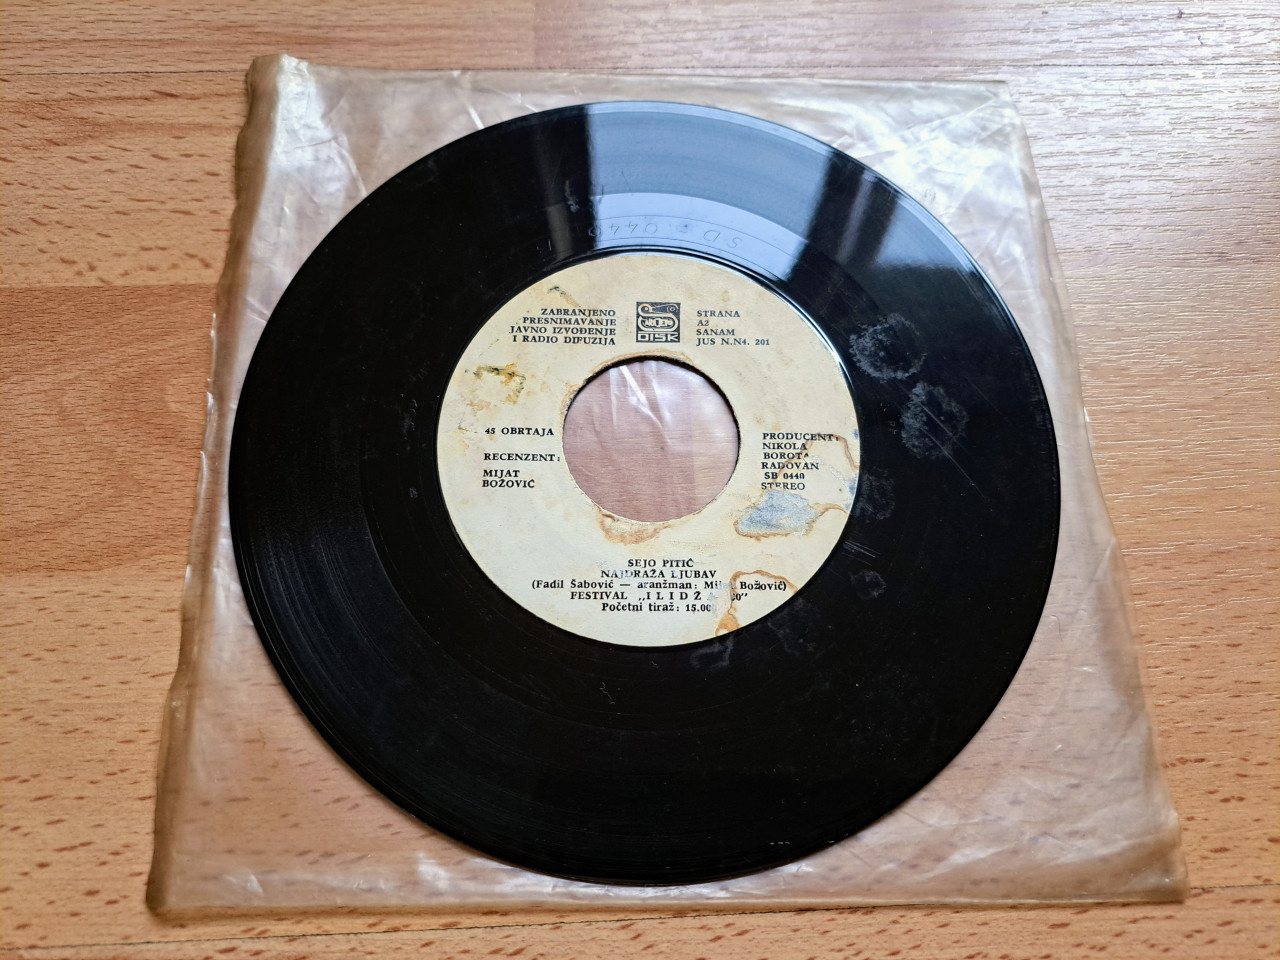 ZABRANJENO
PRESNIMAVANJE
JAVNO IZVOĐENJE
I RADIO DIFUZIJA
DISK
STRANA
A2
SANAM
JUS N.N4. 201
45 OBRTAJA
RECENZENT:
MIJAT
BOŽOVIĆ
PRODUCENT:
NIKOLA
BOROTA
RADOVAN
SB 0440
STEREO
SEJO PITIĆ
NAJDRAŽA LJUBAV
(Fadil Šabović — aranžman: Božović)
FESTIVAL
Početni tiraž: